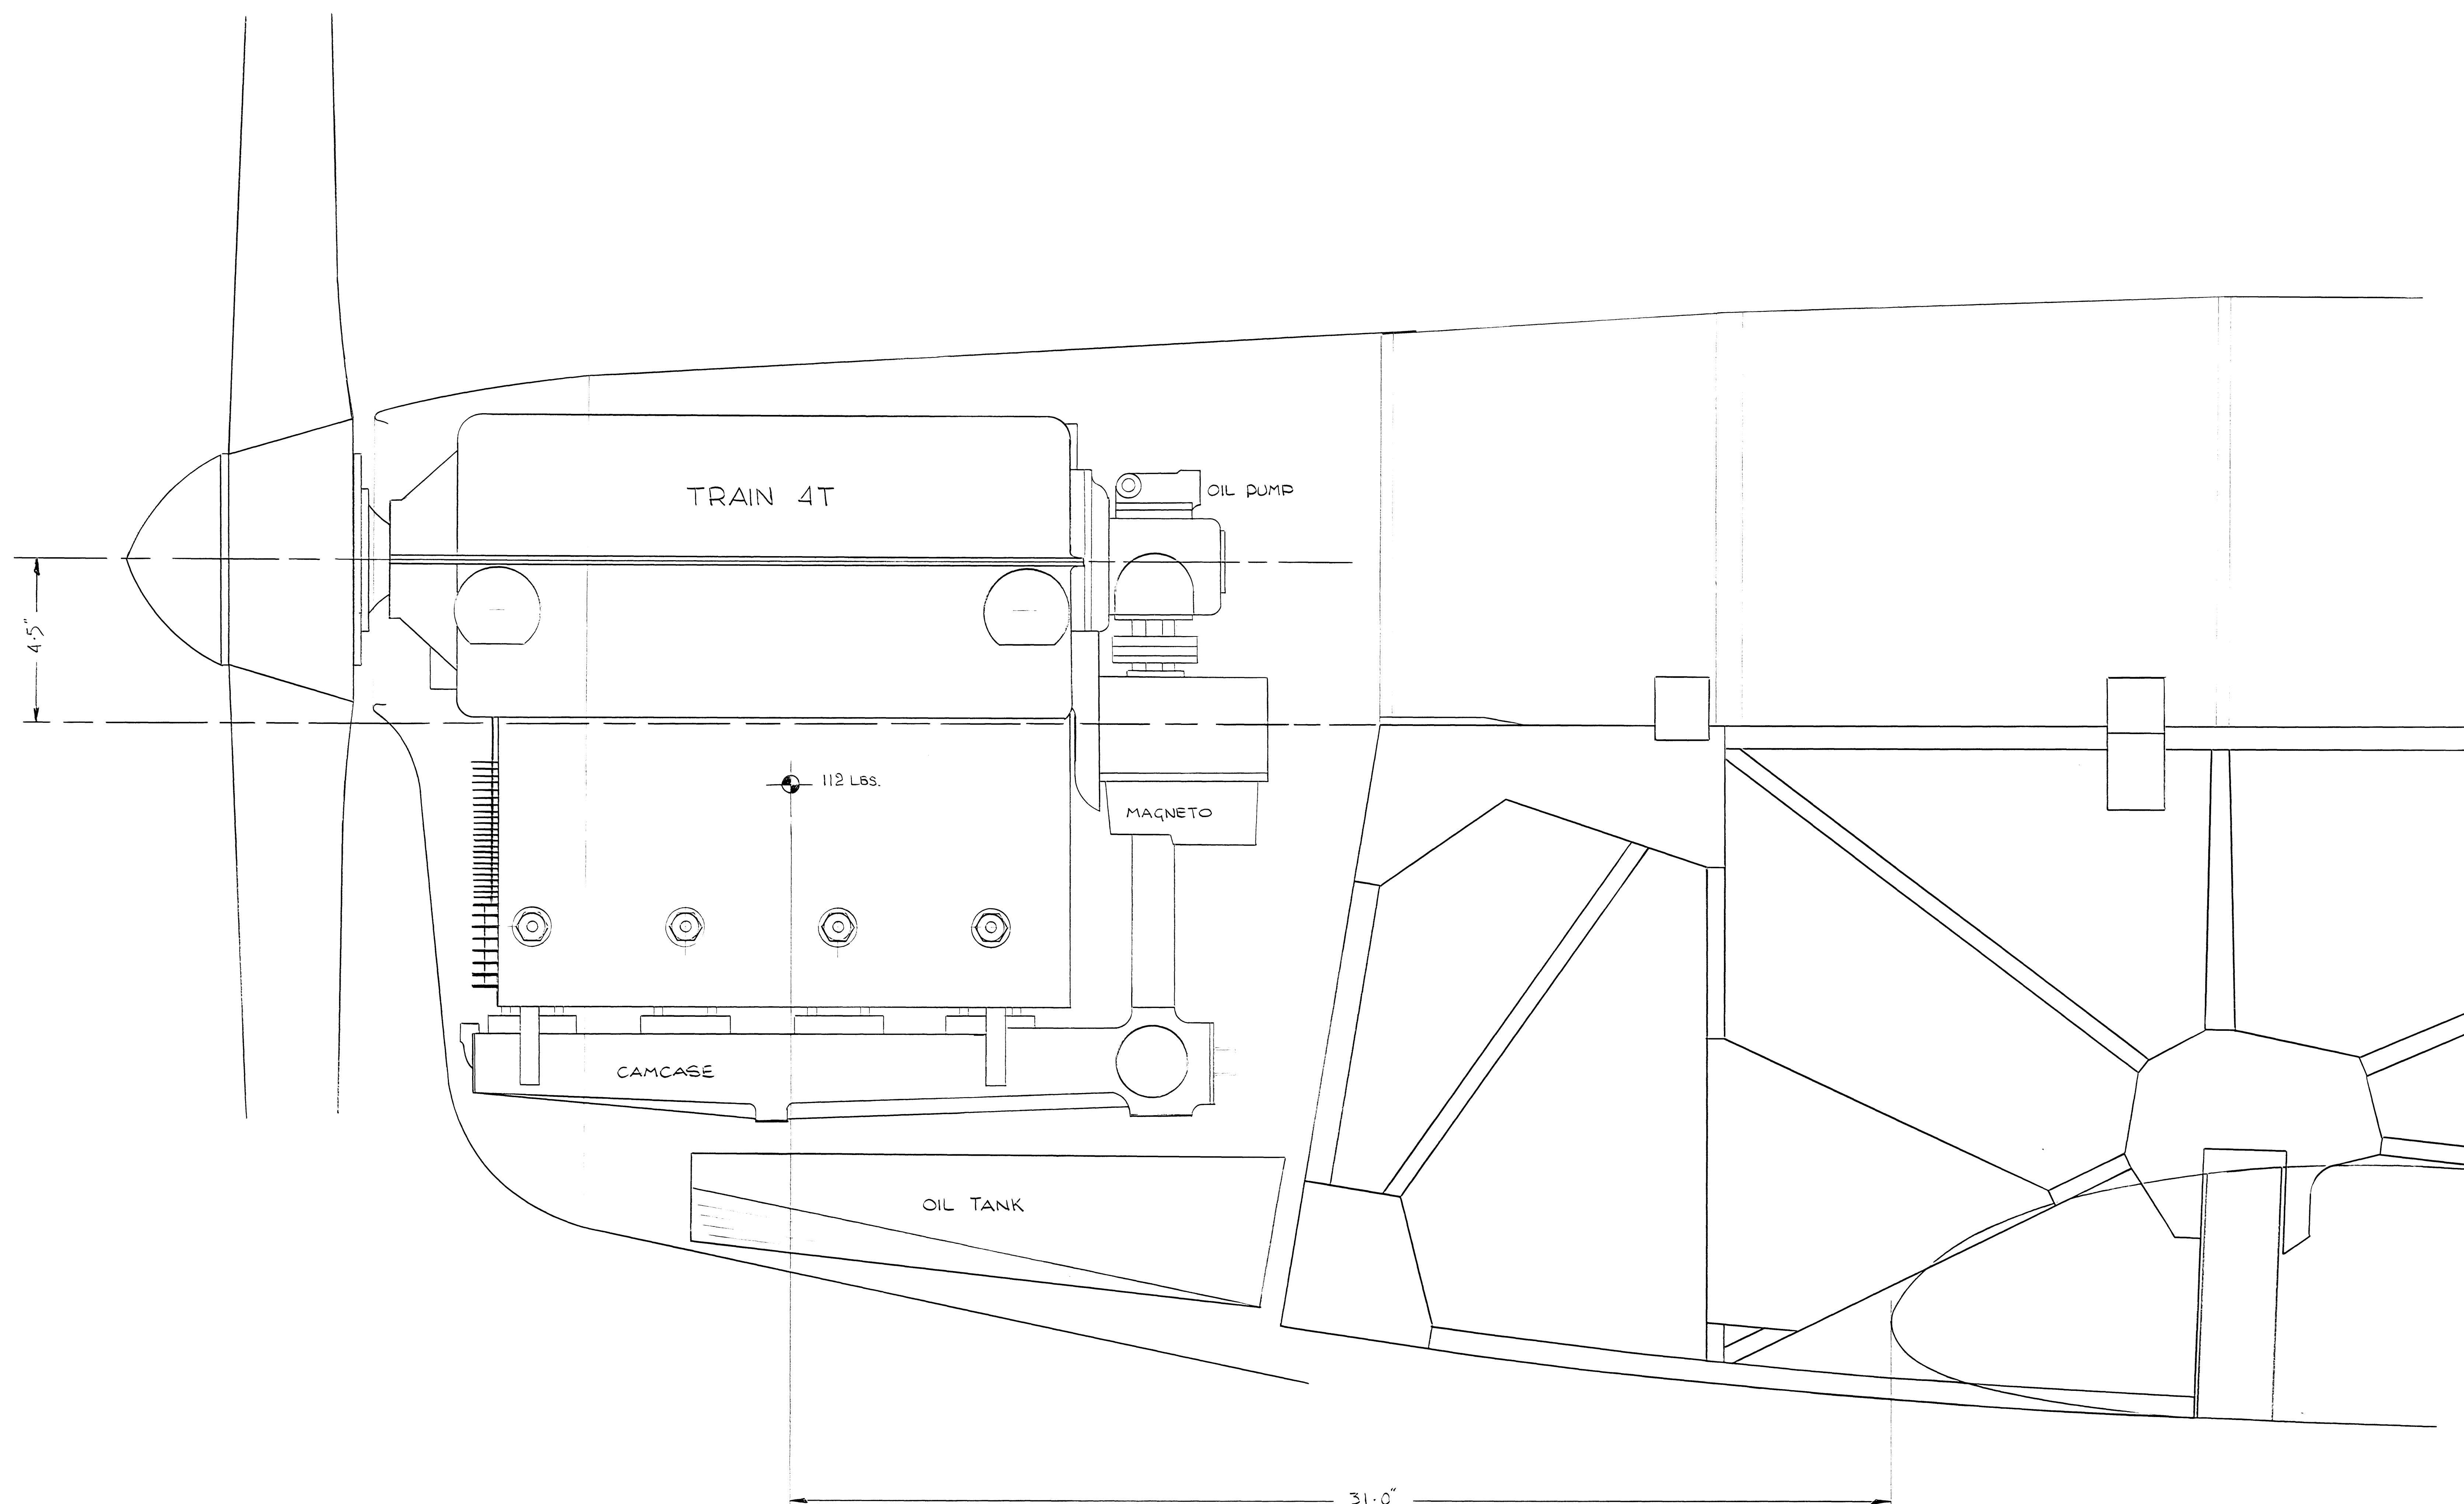 TRAIN 4T
OIL PUMP
4.5"
112 LBS.
MAGNETO
CAMCASE
OIL TANK
31.0"